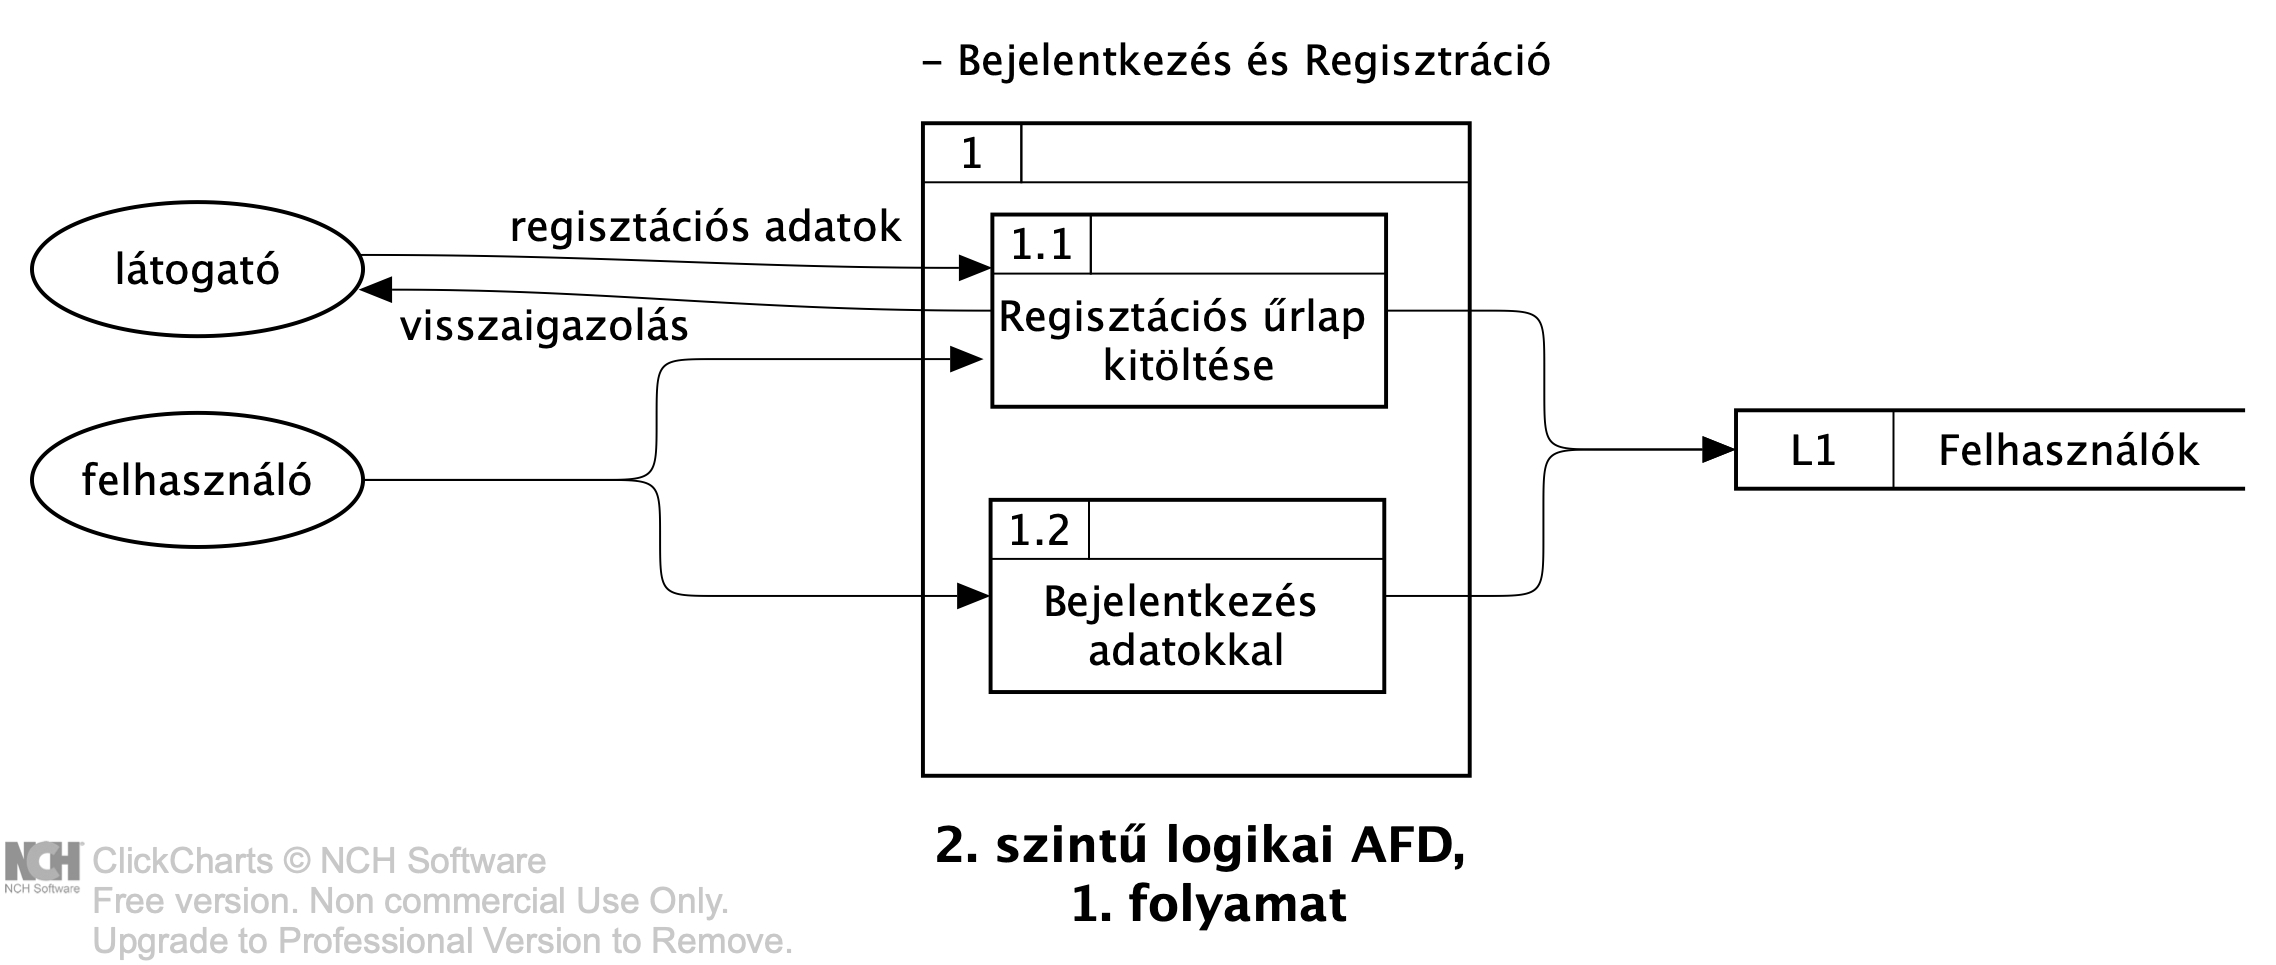 – Bejelentkezés és Regisztráció
1
regisztációs adatok
1.1
látogató
visszaigazolás
Regisztációs űrlap
kitöltése
felhasználó
L1 Felhasználók
1.2
Bejelentkezés
adatokkal
2. szintű logikai AFD,
1. folyamat
NCH
NCH Software
ClickCharts © NCH Software
Free version. Non commercial Use Only.
Upgrade to Professional Version to Remove.